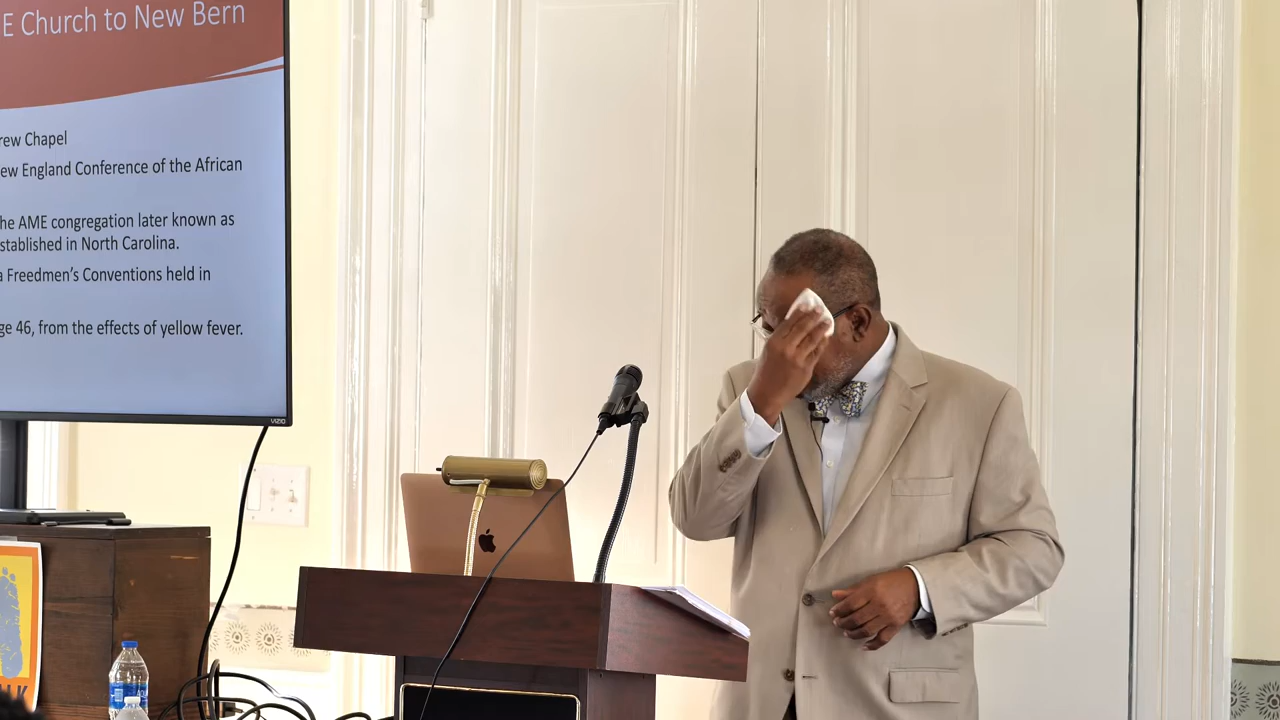 E Church to New Bern
rew Chapel
ew England Conference of the African
he AME congregation later known as
stablished in North Carolina.
a Freedmen's Conventions held in
ge 46, from the effects of yellow fever.
VIZIO